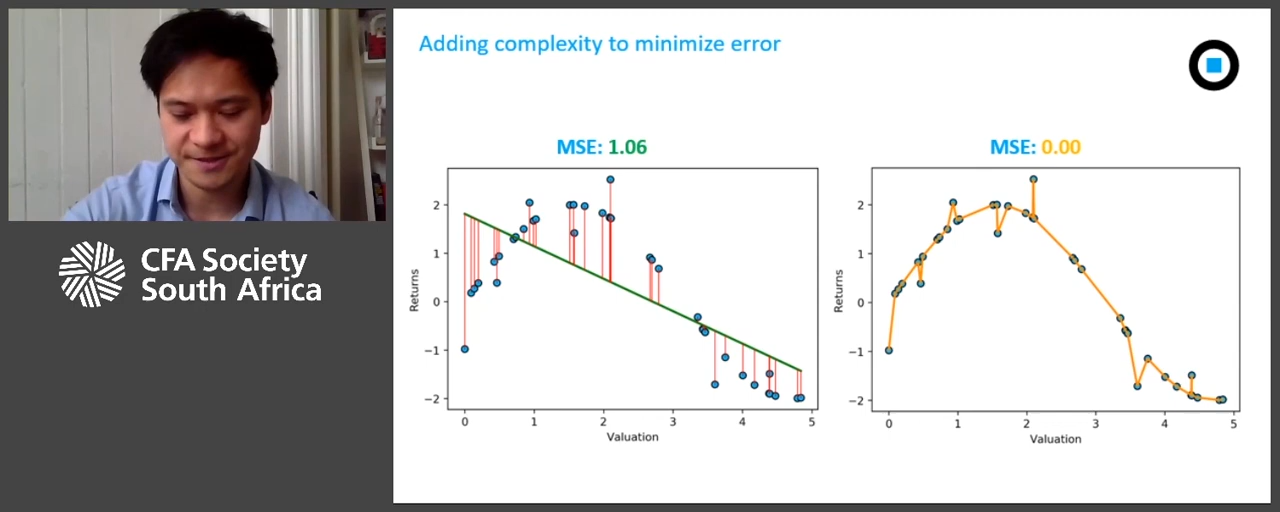 Adding complexity to minimize error
CFA Society
South Africa
MSE: 1.06
Returns
2
1
0
−1
−2
0 1 2 3 4 5
Valuation
MSE: 0.00
Returns
2
1
0
−1
−2
0 1 2 3 4 5
Valuation